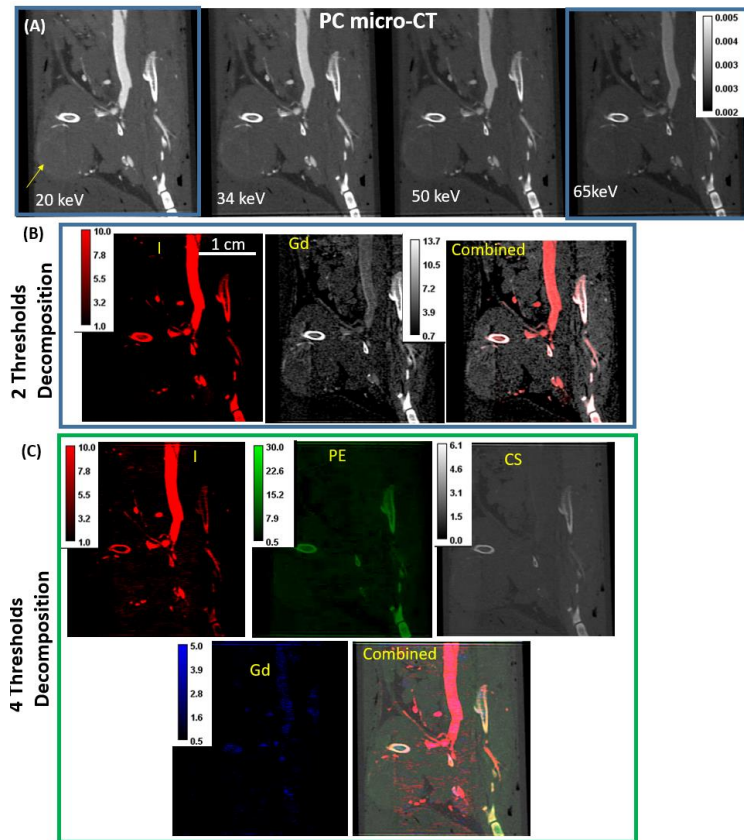 (A)
PC micro-CT
0.005
0.004
0.003
0.003
0.002
20 keV
34 keV
50 keV
65keV
(B)
2 Thresholds
Decomposition
10.0
7.8
5.5
3.2
1.0
I
1 cm
Gd
13.7
10.5
7.2
3.9
0.7
Combined
(C)
4 Thresholds
Decomposition
10.0
7.8
5.5
3.2
1.0
I
30.0
22.6
15.2
7.9
0.5
PE
6.1
4.6
3.1
1.5
0.0
CS
5.0
3.9
2.8
1.6
0.5
Gd
Combined